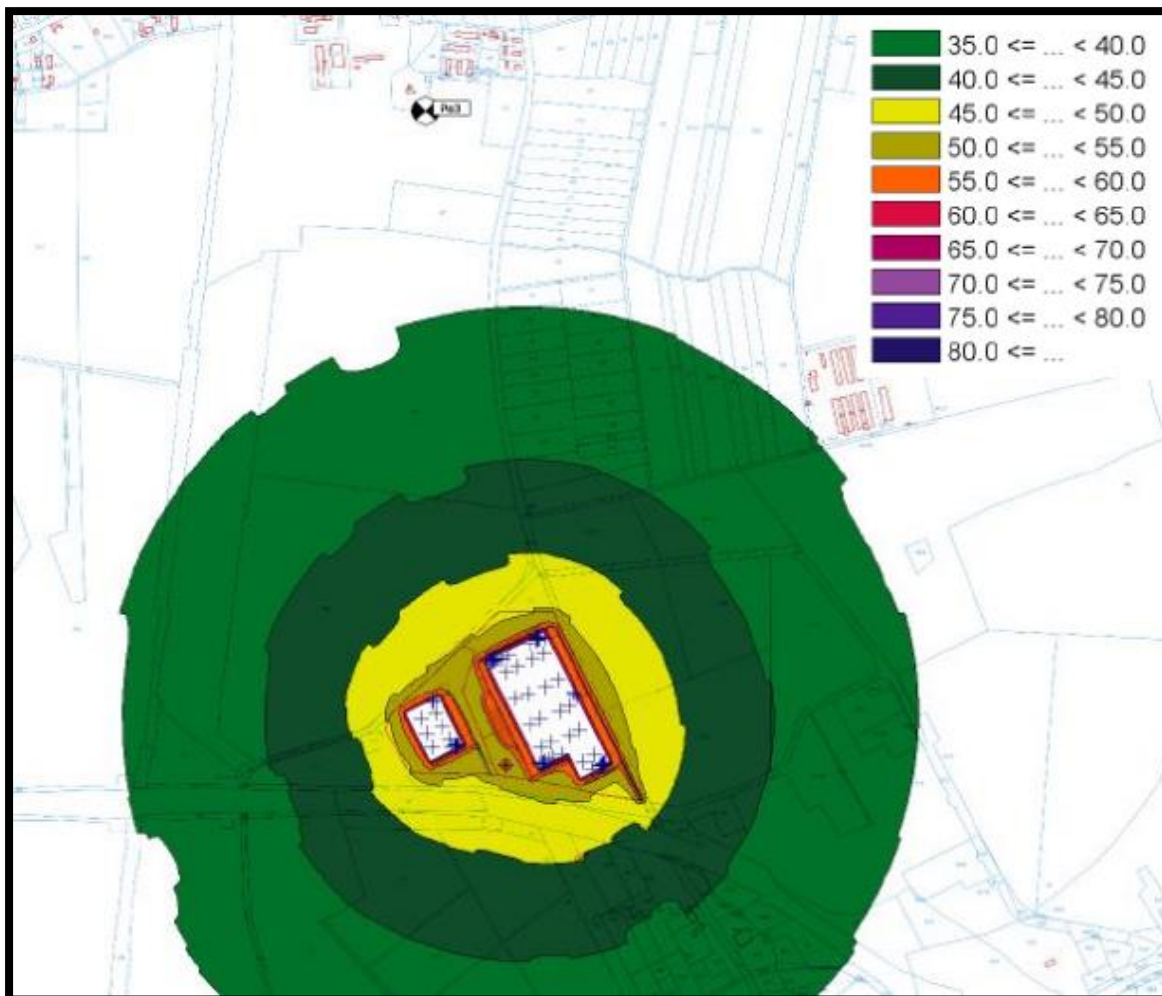 35.0 <= ... < 40.0
40.0 <= ... < 45.0
45.0 <= ... < 50.0
50.0 <= ... < 55.0
55.0 <= ... < 60.0
60.0 <= ... < 65.0
65.0 <= ... < 70.0
70.0 <= ... < 75.0
75.0 <= ... < 80.0
80.0 <= ...